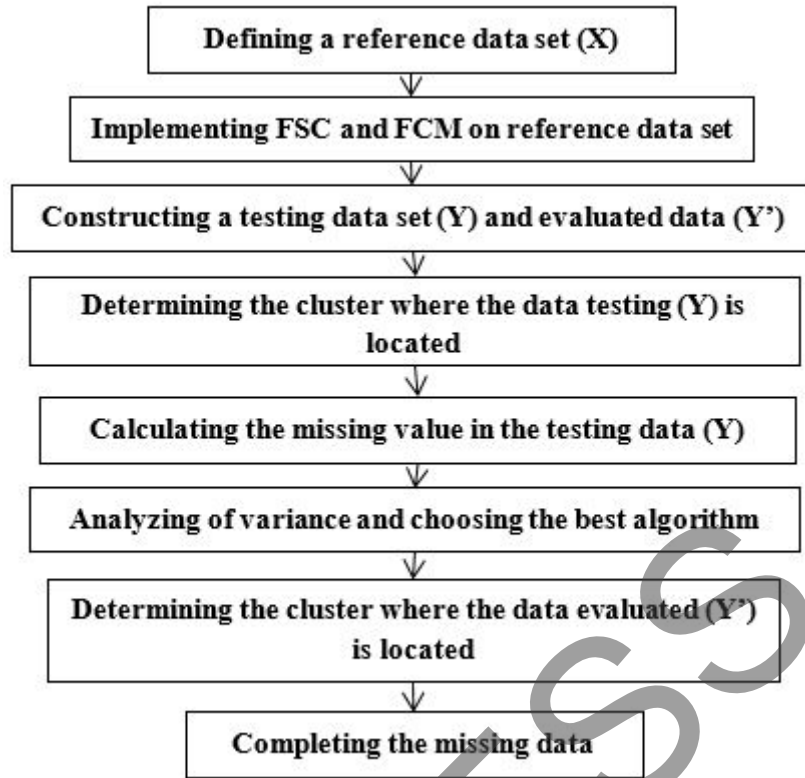 Defining a reference data set (X)
Implementing FSC and FCM on reference data set
Constructing a testing data set (Y) and evaluated data (Y’)
Determining the cluster where the data testing (Y) is
located
Calculating the missing value in the testing data (Y)
Analyzing of variance and choosing the best algorithm
Determining the cluster where the data evaluated (Y’)
is located
Completing the missing data